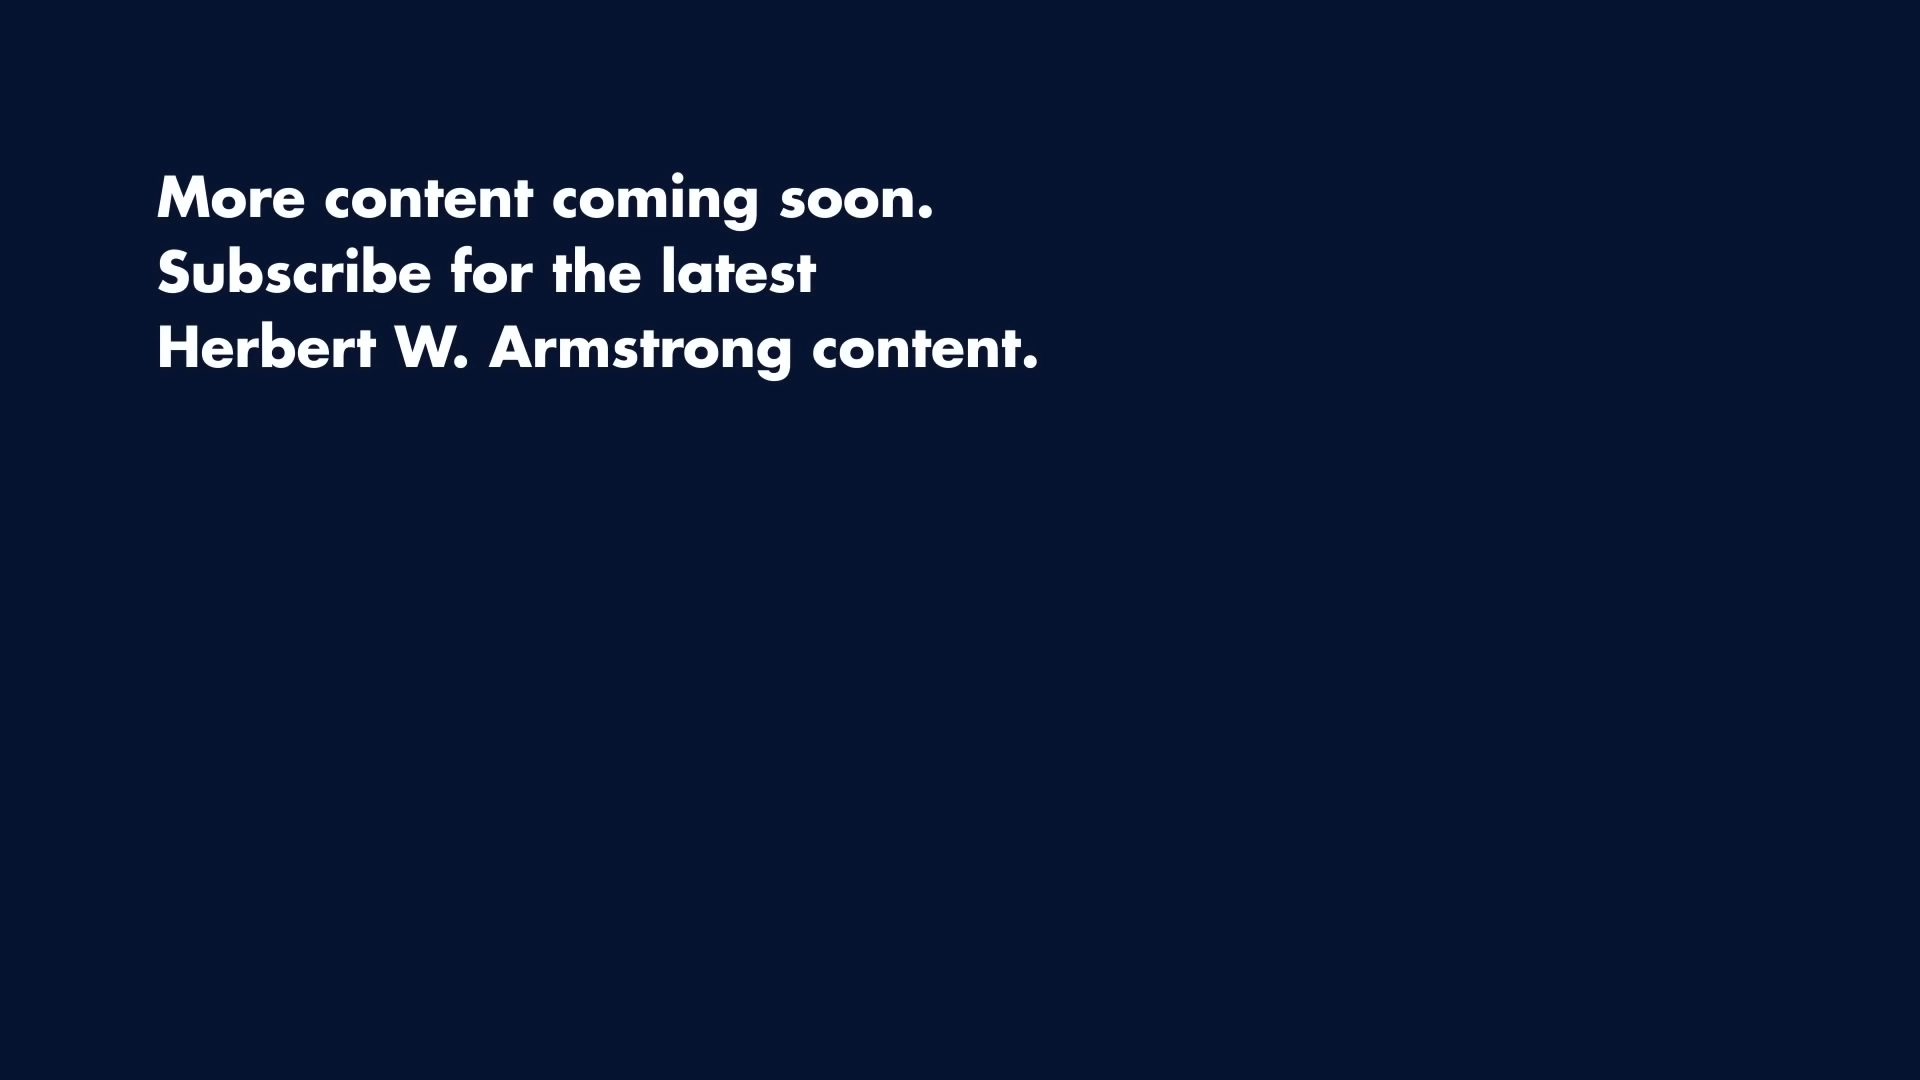 More content coming soon.
Subscribe for the latest
Herbert W. Armstrong content.